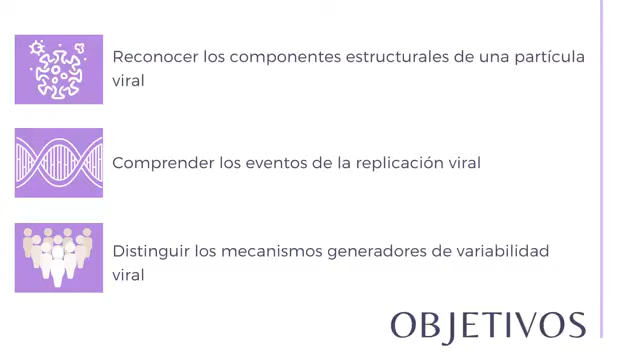 Reconocer los componentes estructurales de una partícula
viral
Comprender los eventos de la replicación viral
Distinguir los mecanismos generadores de variabilidad
viral
OBJETIVOS